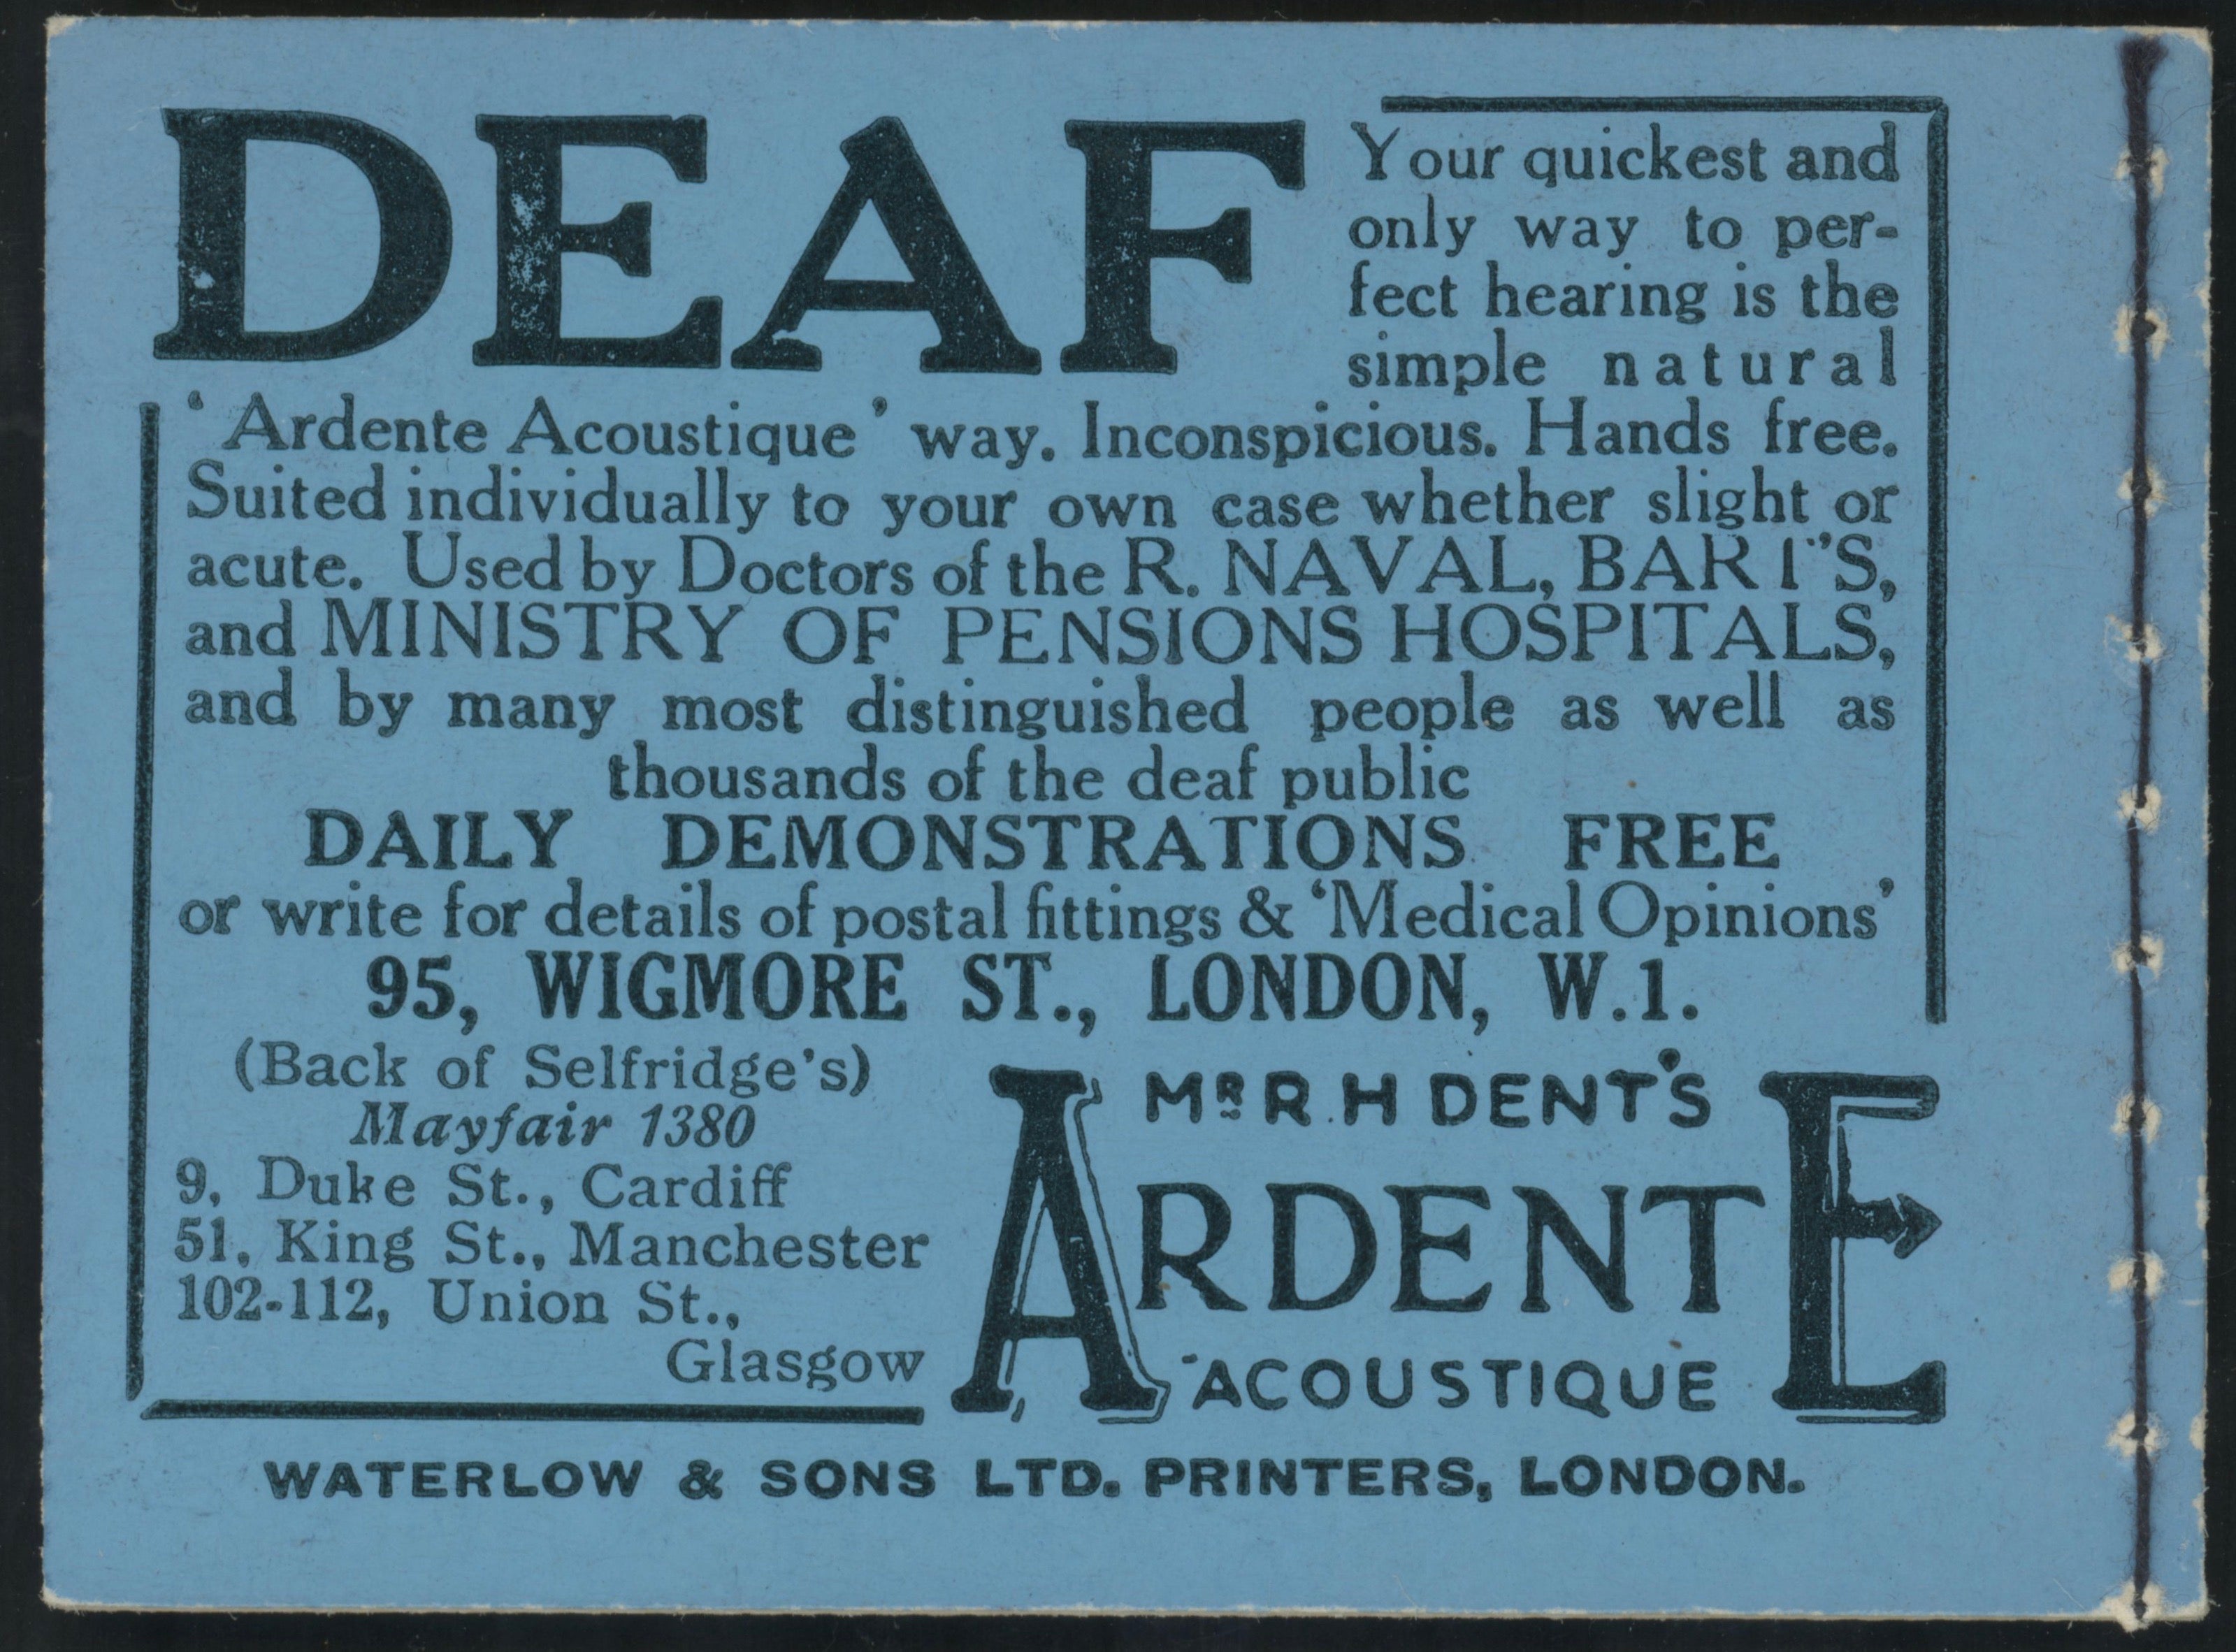 DEAF
Your quickest and
only way to per-
fect hearing is the
simple natural
‘Ardente Acoustique’ way. Inconspicious. Hands free.
Suited individually to your own case whether slight or
acute. Used by Doctors of the R. NAVAL, BART'S,
and MINISTRY OF PENSIONS HOSPITALS,
and by many most distinguished people as well as
thousands of the deaf public
DAILY DEMONSTRATIONS FREE
or write for details of postal fittings & ‘Medical Opinions’
95, WIGMORE ST., LONDON, W.1.
(Back of Selfridge's)
Mayfair 1380
9, Duke St., Cardiff
51, King St., Manchester
102-112, Union St.,
Glasgow
MR R H DENT'S
ARDENTE
ACOUSTIQUE
WATERLOW & SONS LTD. PRINTERS, LONDON.